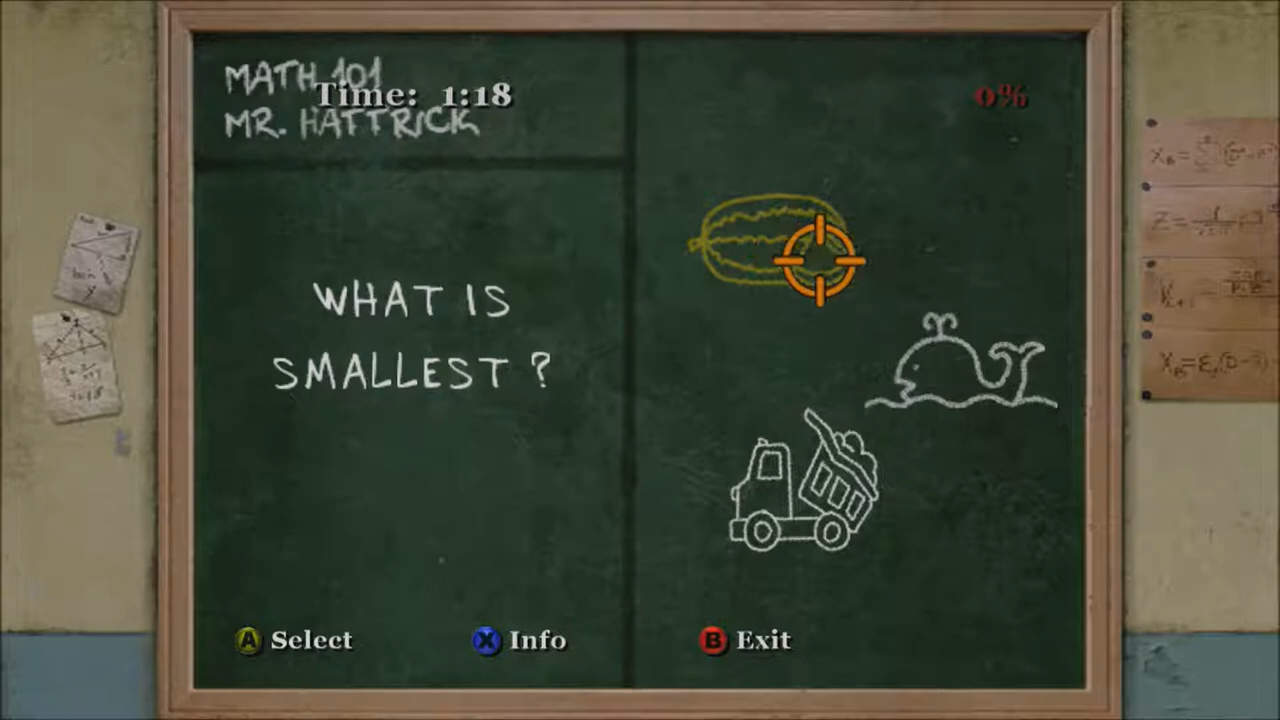 MATH 101
Time: 1:18
MR. HATTRICK
0%
WHAT IS
SMALLEST ?
A Select
X Info
B Exit